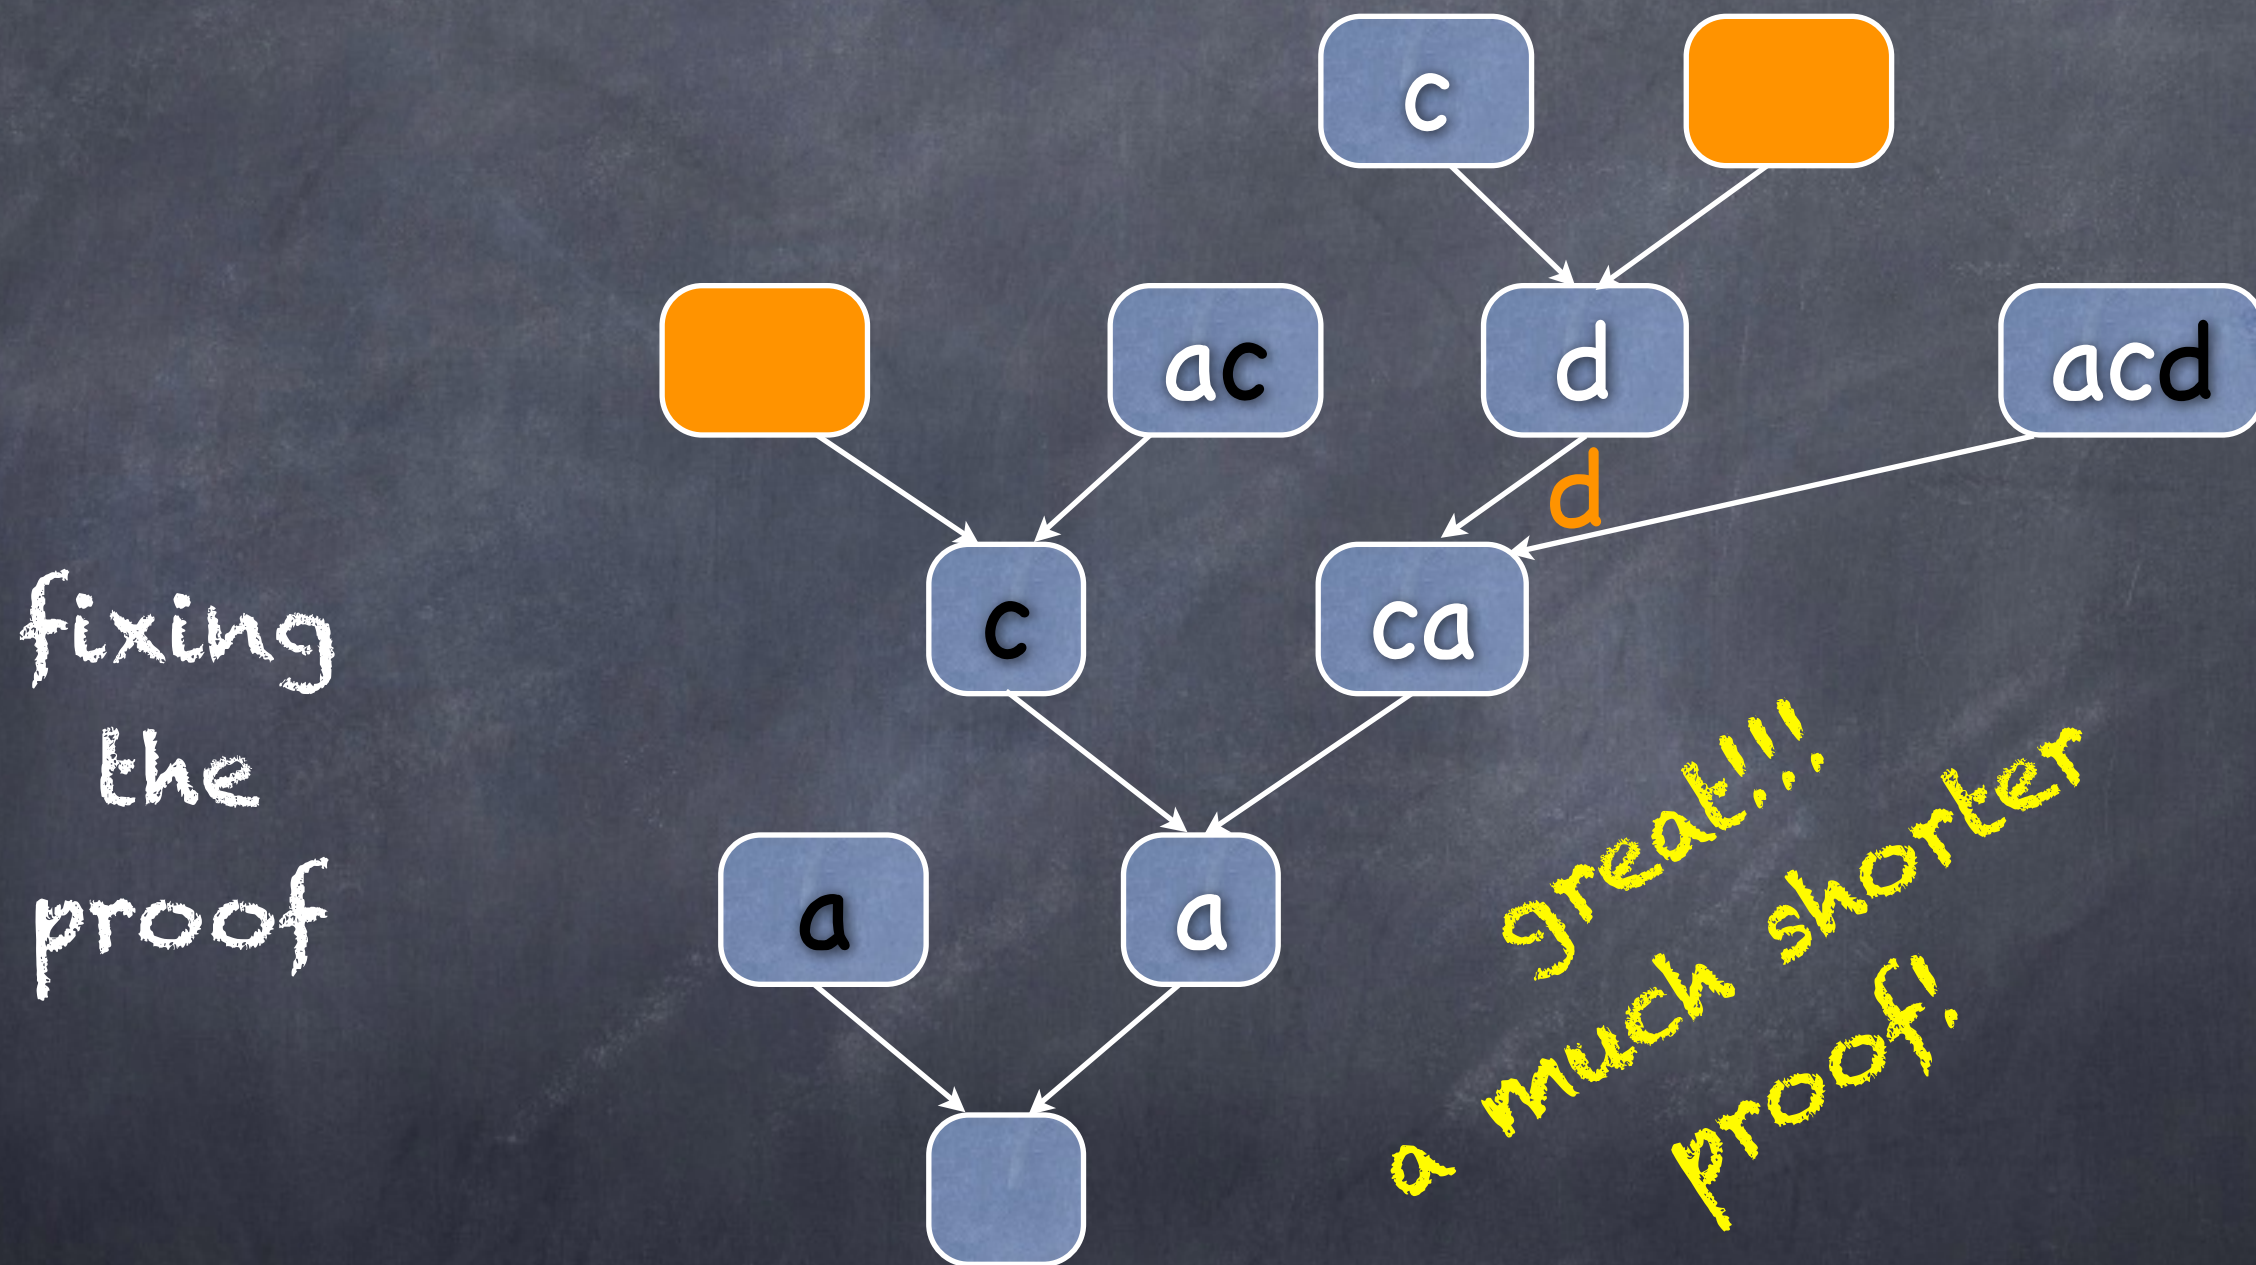 c
ac
d
acd
d
c
ca
fixing
the
proof
a
a
great!!!
a much shorter
proof!